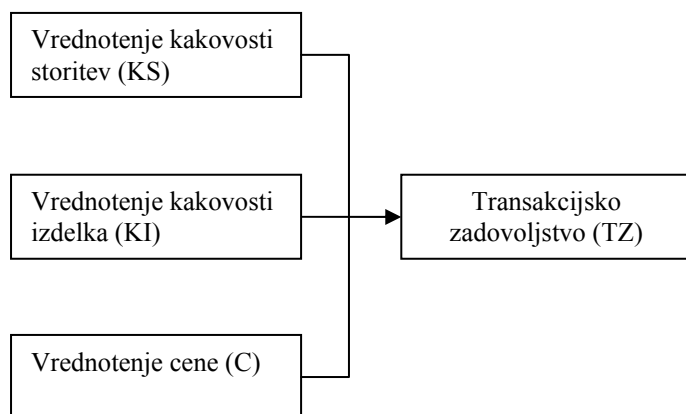 Vrednotenje kakovosti
storitev (KS)
Vrednotenje kakovosti
izdelka (KI)
Transakcijsko
zadovoljstvo (TZ)
Vrednotenje cene (C)